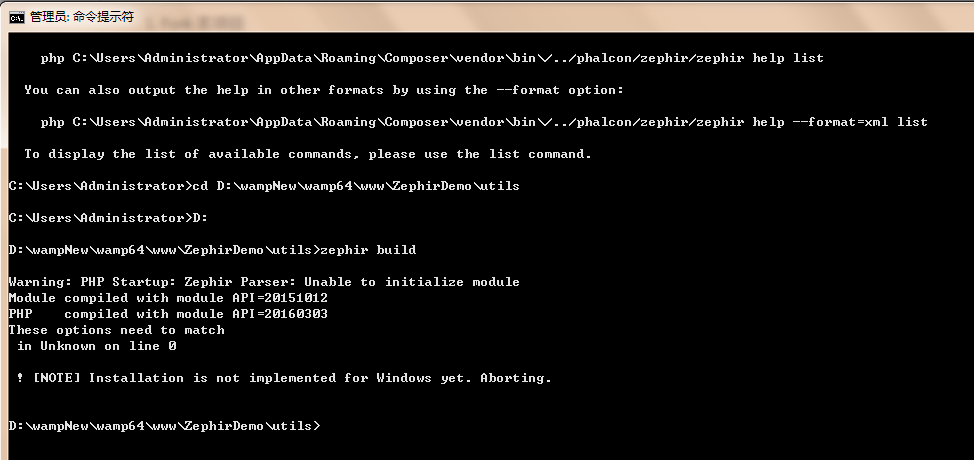 管理员: 命令提示符
php C:\Users\Administrator\AppData\Roaming\Composer\vendor\bin\/../phalcon/zephir/zephir help list
You can also output the help in other formats by using the --format option:
php C:\Users\Administrator\AppData\Roaming\Composer\vendor\bin\/../phalcon/zephir/zephir help --format=xml list
To display the list of available commands, please use the list command.
C:\Users\Administrator>cd D:\wampNew\wamp64\www\ZephirDemo\utils
C:\Users\Administrator>D:
D:\wampNew\wamp64\www\ZephirDemo\utils>zephir build
Warning: PHP Startup: Zephir Parser: Unable to initialize module
Module compiled with module API=20151012
PHP    compiled with module API=20160303
These options need to match
in Unknown on line 0
! [NOTE] Installation is not implemented for Windows yet. Aborting.
D:\wampNew\wamp64\www\ZephirDemo\utils>